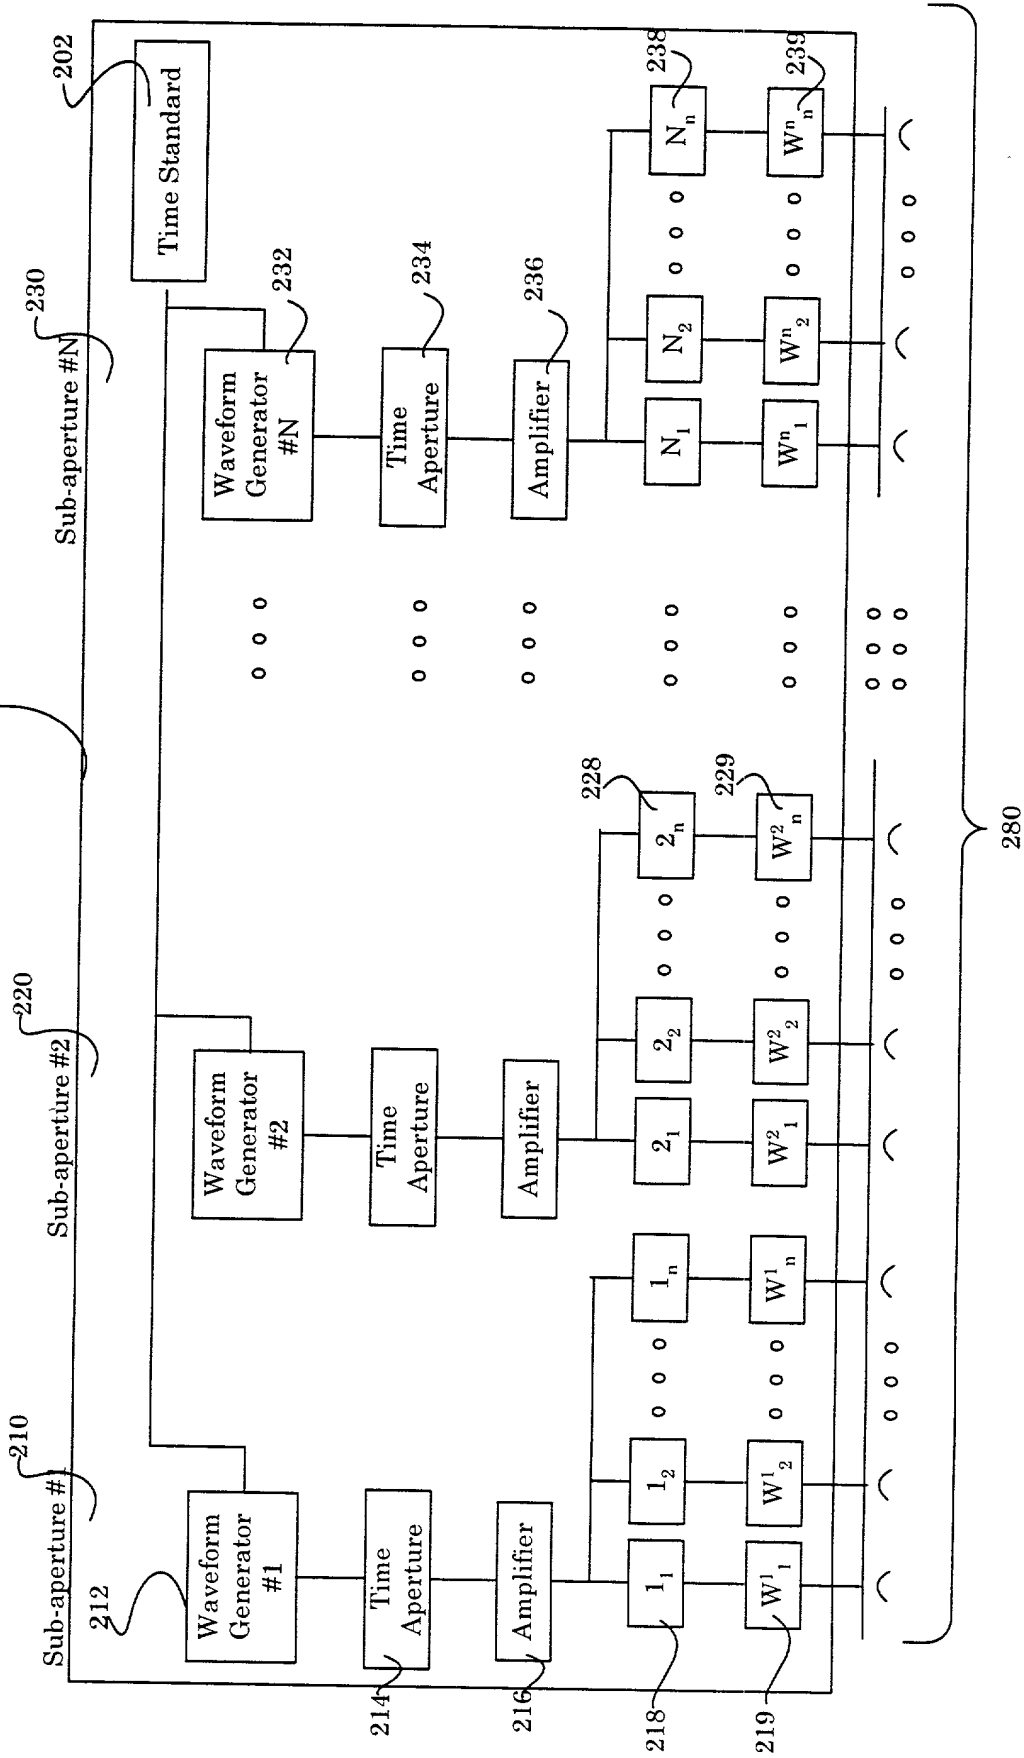 Sub-aperture #1
210
Sub-aperture #2
220
Sub-aperture #N
230
202
Time Standard
212
Waveform
Generator
#1
Waveform
Generator
#2
Waveform
Generator
#N
232
214
Time
Aperture
Time
Aperture
Time
Aperture
234
216
Amplifier
Amplifier
Amplifier
236
218
1₁
1₂
1ₙ
2₁
2₂
2ₙ
228
N₁
N₂
Nₙ
238
219
W¹₁
W¹₂
W¹ₙ
W²₁
W²₂
W²ₙ
229
Wⁿ₁
Wⁿ₂
Wⁿₙ
239
280